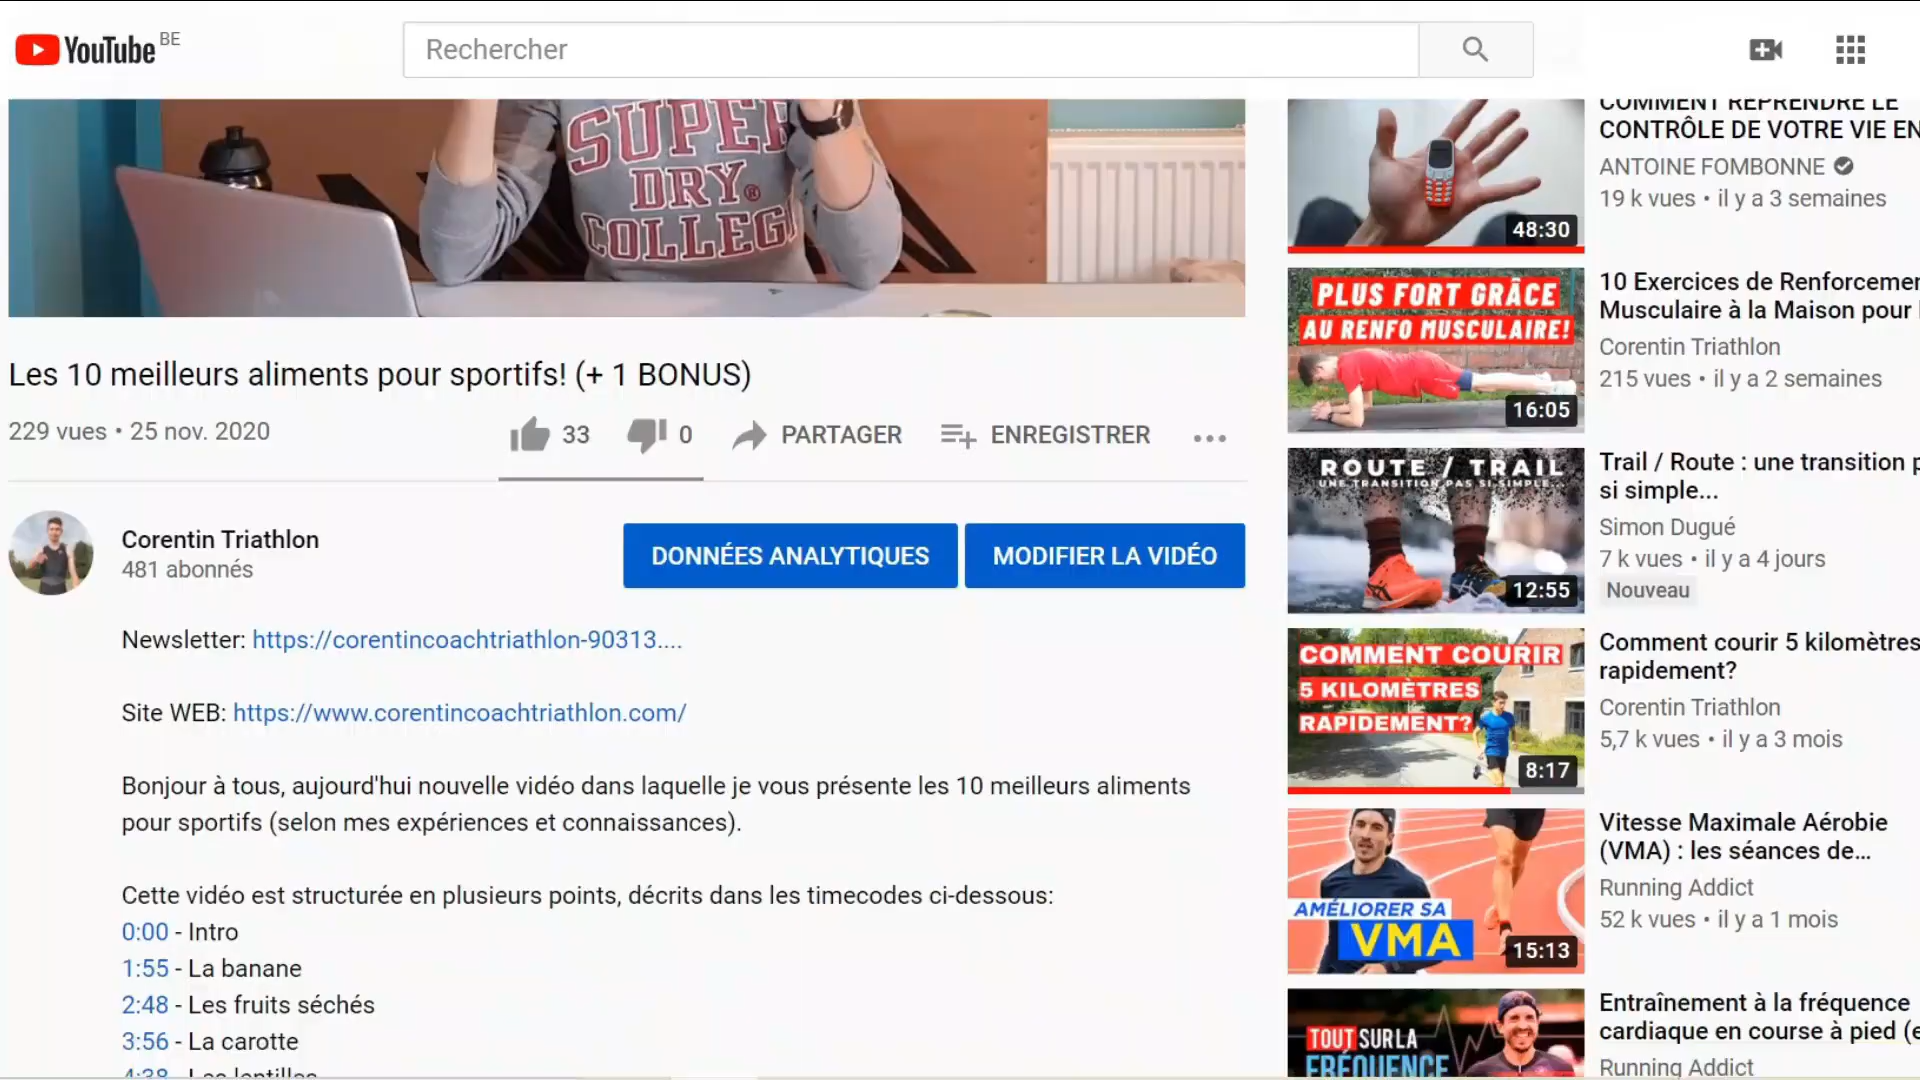 YouTube BE
Rechercher
SUPER
DRY®
COLLEGE
Les 10 meilleurs aliments pour sportifs! (+ 1 BONUS)
229 vues • 25 nov. 2020
33
0
PARTAGER
ENREGISTRER
Corentin Triathlon
481 abonnés
DONNÉES ANALYTIQUES
MODIFIER LA VIDÉO
Newsletter: https://corentincoachtriathlon-90313....
Site WEB: https://www.corentincoachtriathlon.com/
Bonjour à tous, aujourd'hui nouvelle vidéo dans laquelle je vous présente les 10 meilleurs aliments
pour sportifs (selon mes expériences et connaissances).
Cette vidéo est structurée en plusieurs points, décrits dans les timecodes ci-dessous:
0:00 - Intro
1:55 - La banane
2:48 - Les fruits séchés
3:56 - La carotte
4:38 - Les lentilles
COMMENT REPRENDRE LE
CONTRÔLE DE VOTRE VIE EN
ANTOINE FOMBONNE
19 k vues • il y a 3 semaines
48:30
PLUS FORT GRÂCE
AU RENFO MUSCULAIRE!
16:05
10 Exercices de Renforcemen
Musculaire à la Maison pour
Corentin Triathlon
215 vues • il y a 2 semaines
ROUTE / TRAIL
UNE TRANSITION PAS SI SIMPLE...
12:55
Trail / Route : une transition p
si simple...
Simon Dugué
7 k vues • il y a 4 jours
Nouveau
COMMENT COURIR
5 KILOMÈTRES
RAPIDEMENT?
8:17
Comment courir 5 kilomètres
rapidement?
Corentin Triathlon
5,7 k vues • il y a 3 mois
AMÉLIORER SA
VMA
15:13
Vitesse Maximale Aérobie
(VMA) : les séances de...
Running Addict
52 k vues • il y a 1 mois
TOUT SUR LA
FRÉQUENCE
Entraînement à la fréquence
cardiaque en course à pied (e
Running Addict